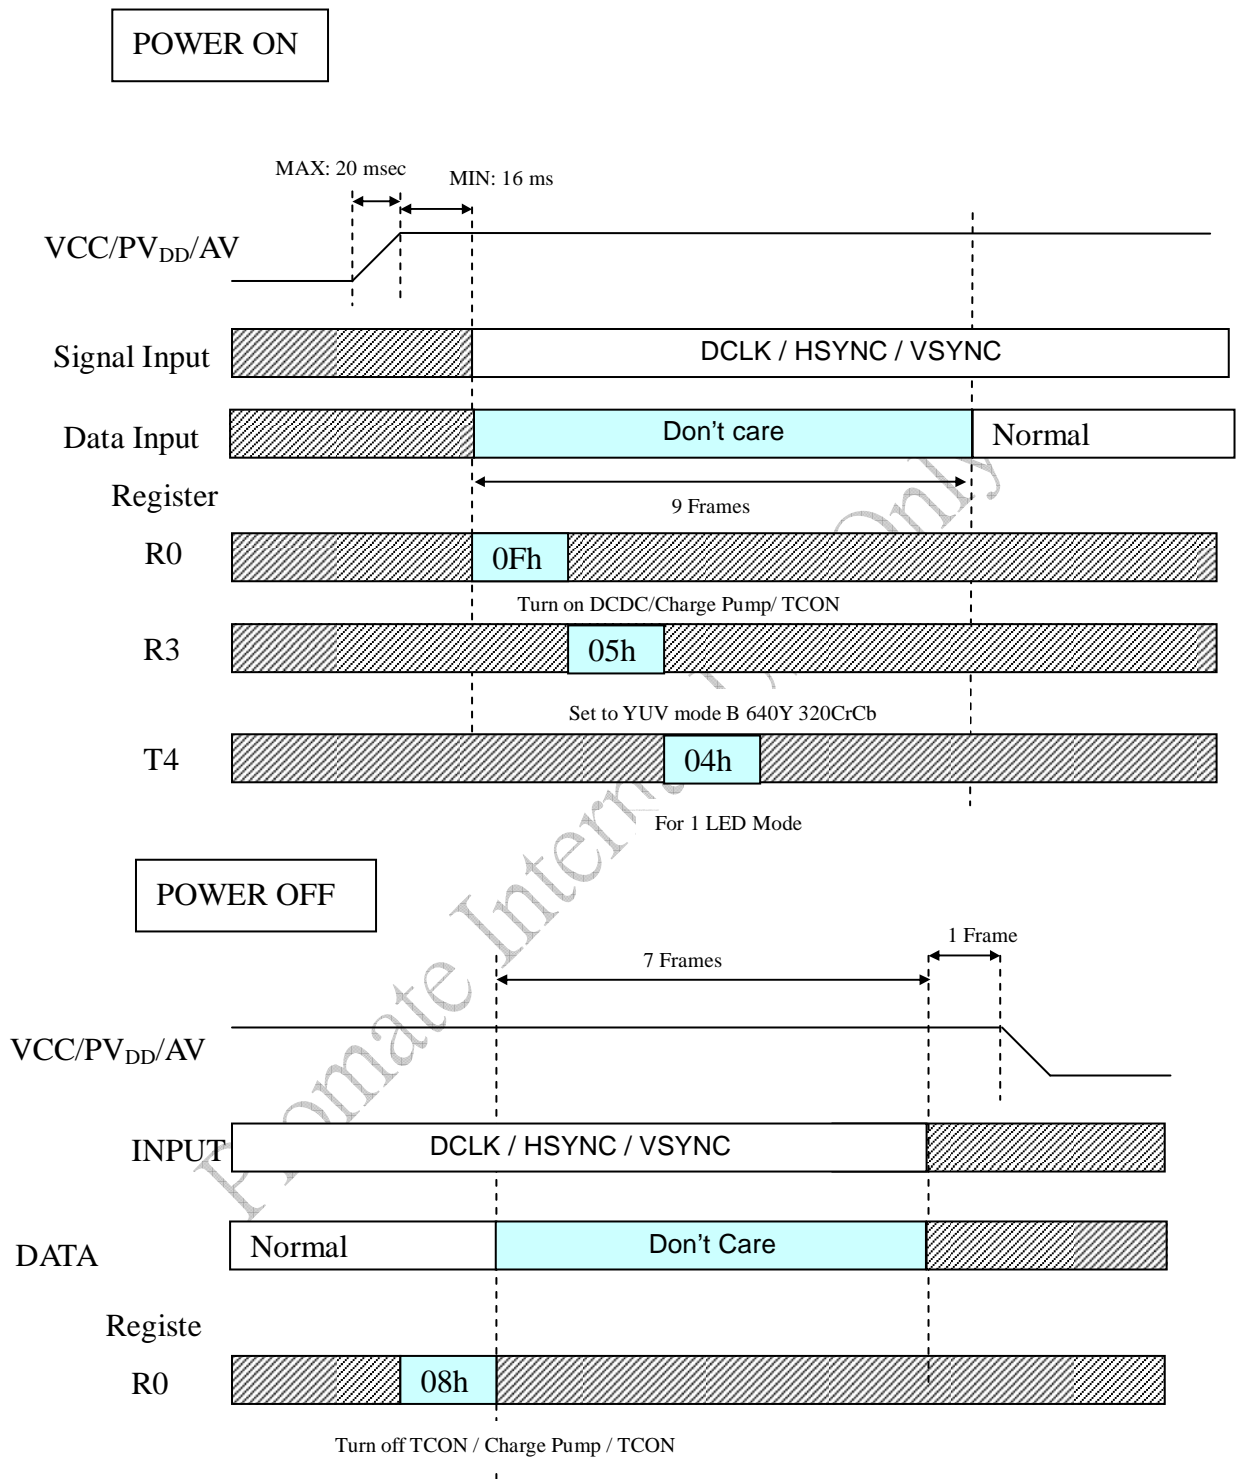 POWER ON
MAX: 20 msec
MIN: 16 ms
VCC/PVDD/AV
Signal Input
DCLK / HSYNC / VSYNC
Data Input
Don't care
Normal
Register
9 Frames
R0
0Fh
Turn on DCDC/Charge Pump/ TCON
R3
05h
Set to YUV mode B 640Y 320CrCb
T4
04h
For 1 LED Mode
POWER OFF
1 Frame
7 Frames
VCC/PVDD/AV
INPUT
DCLK / HSYNC / VSYNC
DATA
Normal
Don't Care
Registe
R0
08h
Turn off TCON / Charge Pump / TCON
Only